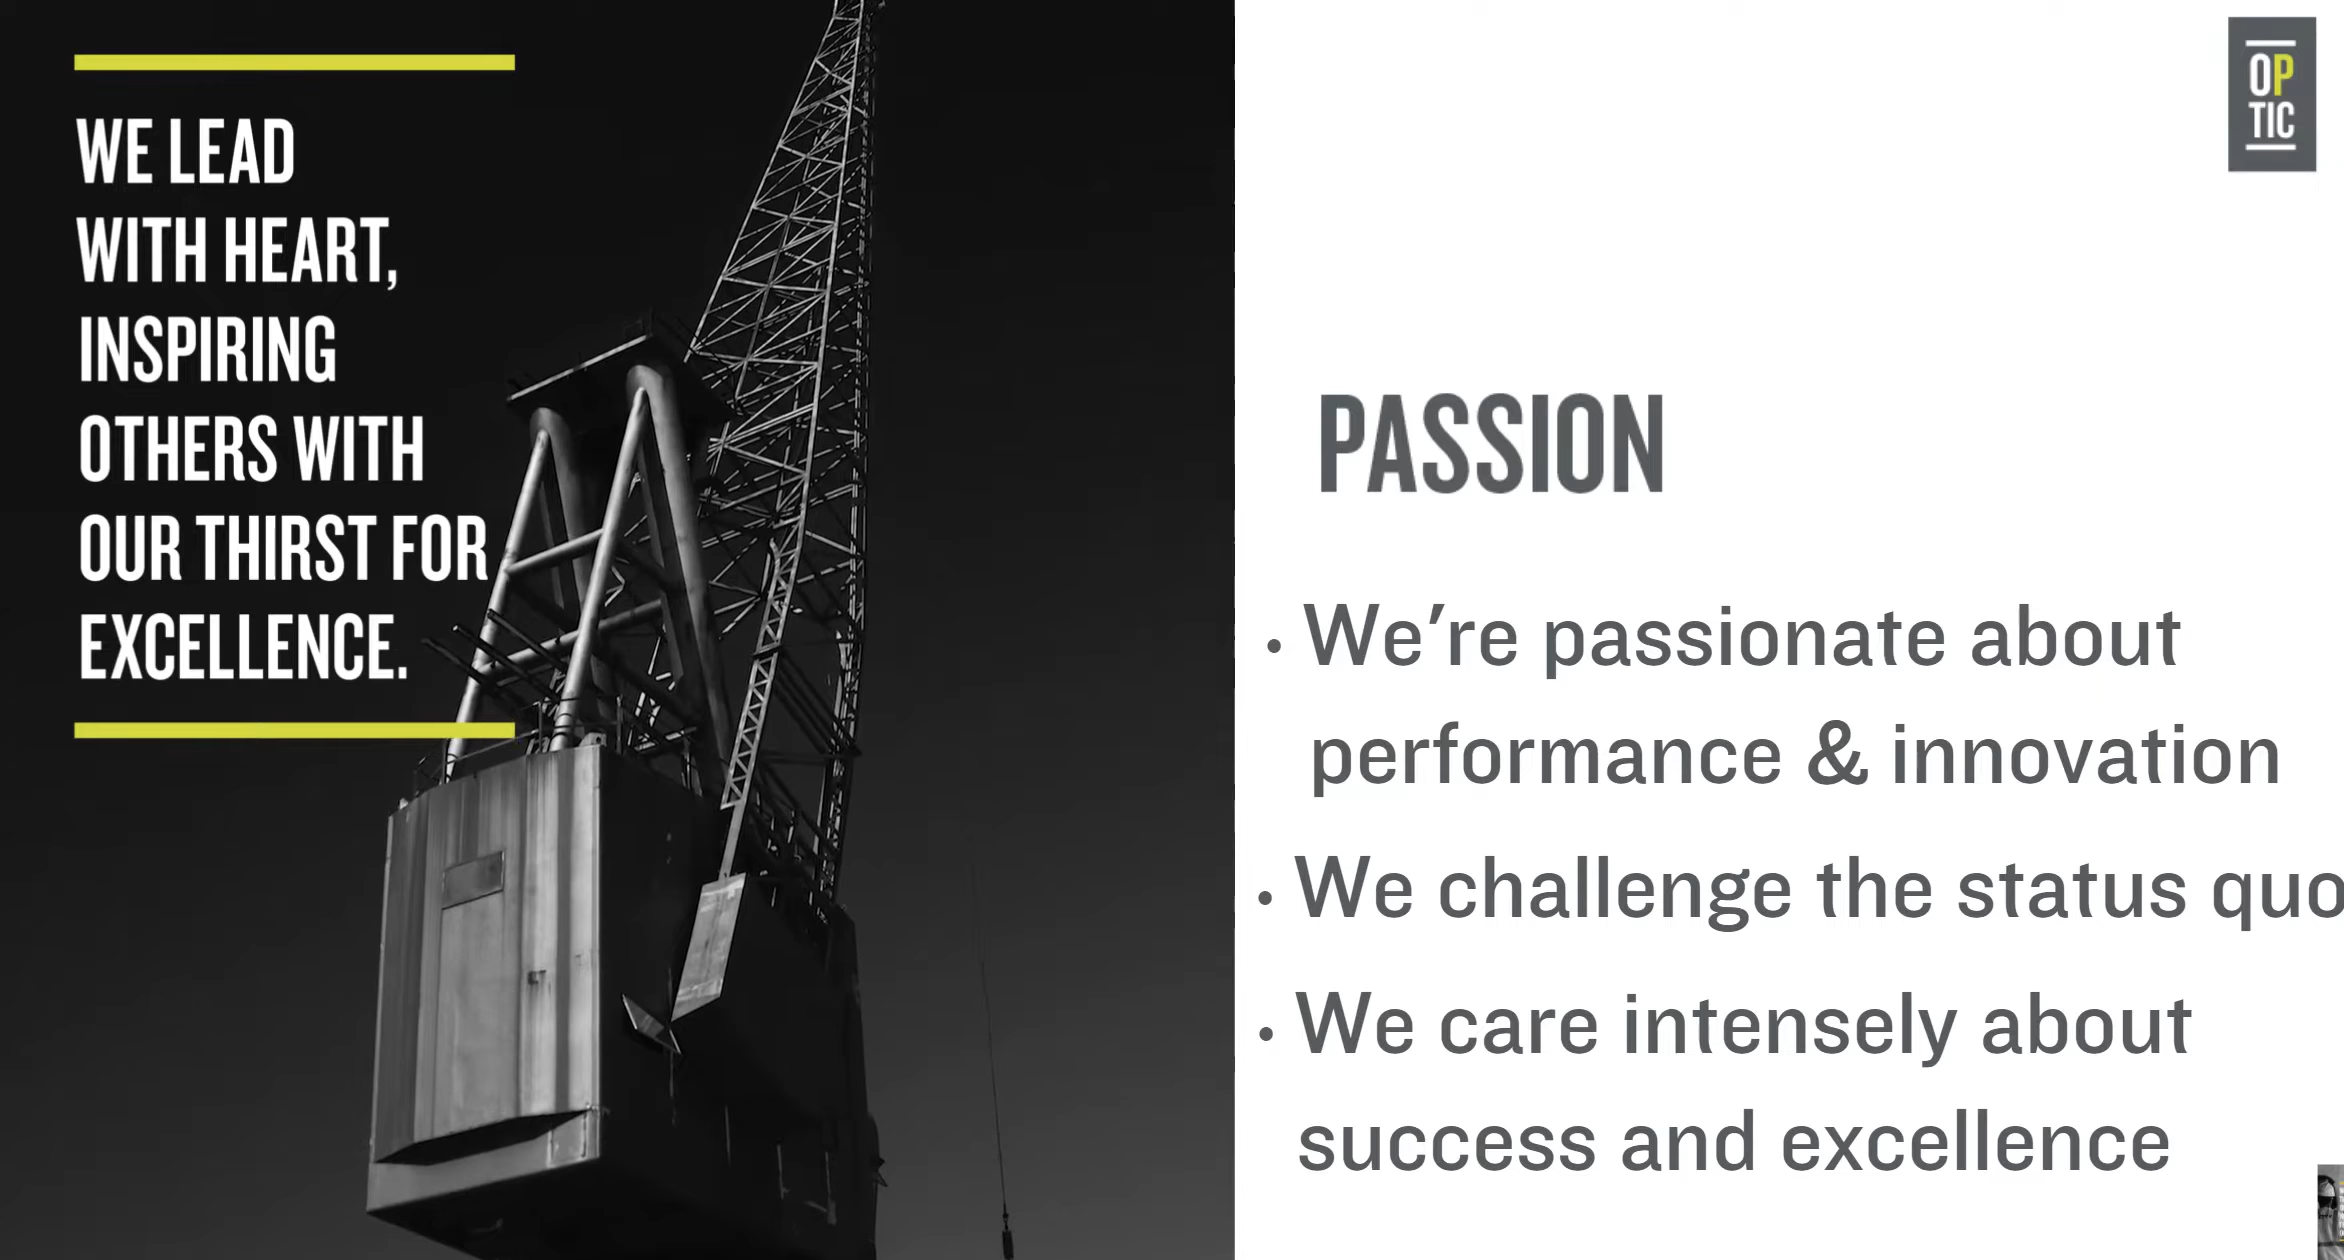 WE LEAD
WITH HEART,
INSPIRING
OTHERS WITH
OUR THIRST FOR
EXCELLENCE.
OP
TIC
PASSION
• We’re passionate about
performance & innovation
• We challenge the status quo
• We care intensely about
success and excellence